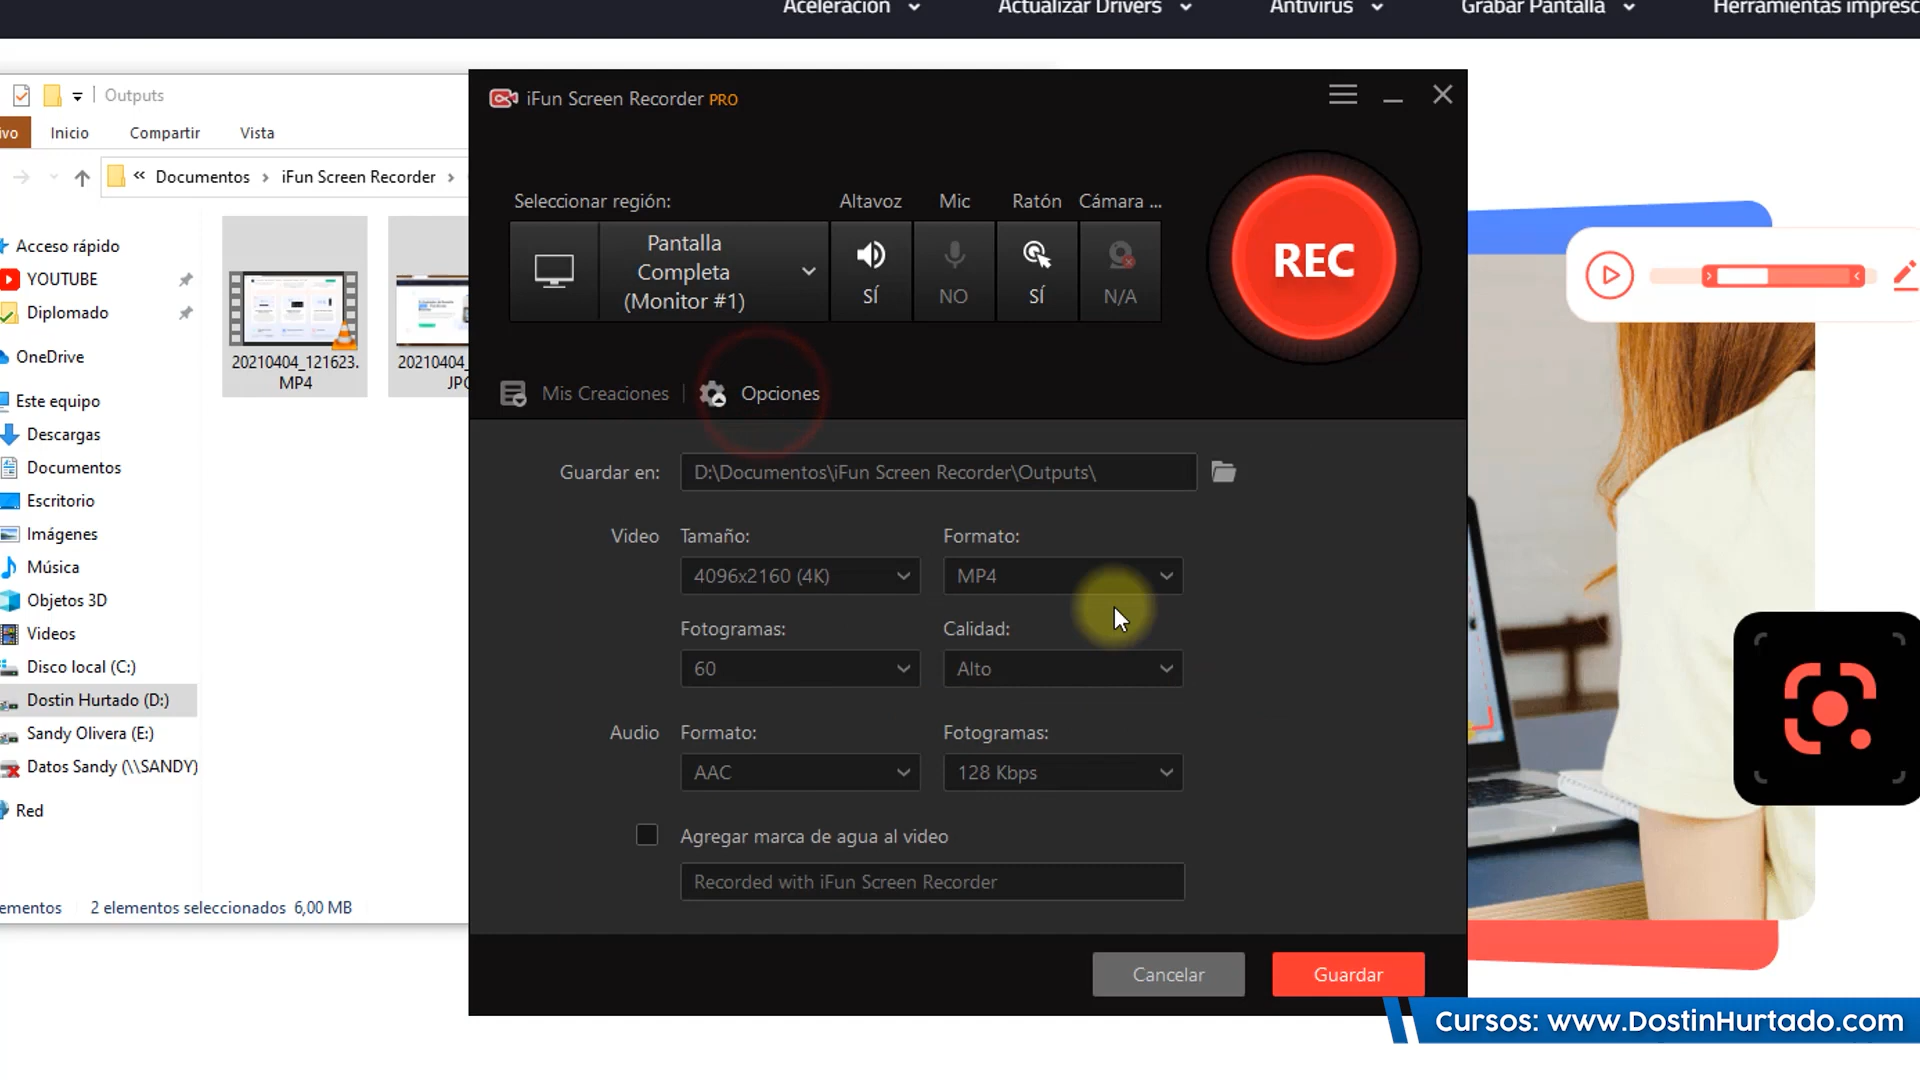 Aceleración
Actualizar Drivers
Antivirus
Grabar Pantalla
Herramientas impresc
Outputs
ivo
Inicio
Compartir
Vista
« Documentos > iFun Screen Recorder >
Acceso rápido
YOUTUBE
Diplomado
OneDrive
Este equipo
Descargas
Documentos
Escritorio
Imágenes
Música
Objetos 3D
Videos
Disco local (C:)
Dostin Hurtado (D:)
Sandy Olivera (E:)
Datos Sandy (\\SANDY)
Red
20210404_121623.
MP4
20210404_12
JPG
ementos
2 elementos seleccionados 6,00 MB
iFun Screen Recorder PRO
Seleccionar región:
Altavoz
Mic
Ratón
Cámara ...
Pantalla
Completa
(Monitor #1)
SÍ
NO
SÍ
N/A
REC
Mis Creaciones
Opciones
Guardar en:
D:\Documentos\iFun Screen Recorder\Outputs\
Video
Tamaño:
Formato:
4096x2160 (4K)
MP4
Fotogramas:
Calidad:
60
Alto
Audio
Formato:
Fotogramas:
AAC
128 Kbps
Agregar marca de agua al video
Recorded with iFun Screen Recorder
Cancelar
Guardar
Cursos: www.DostinHurtado.com